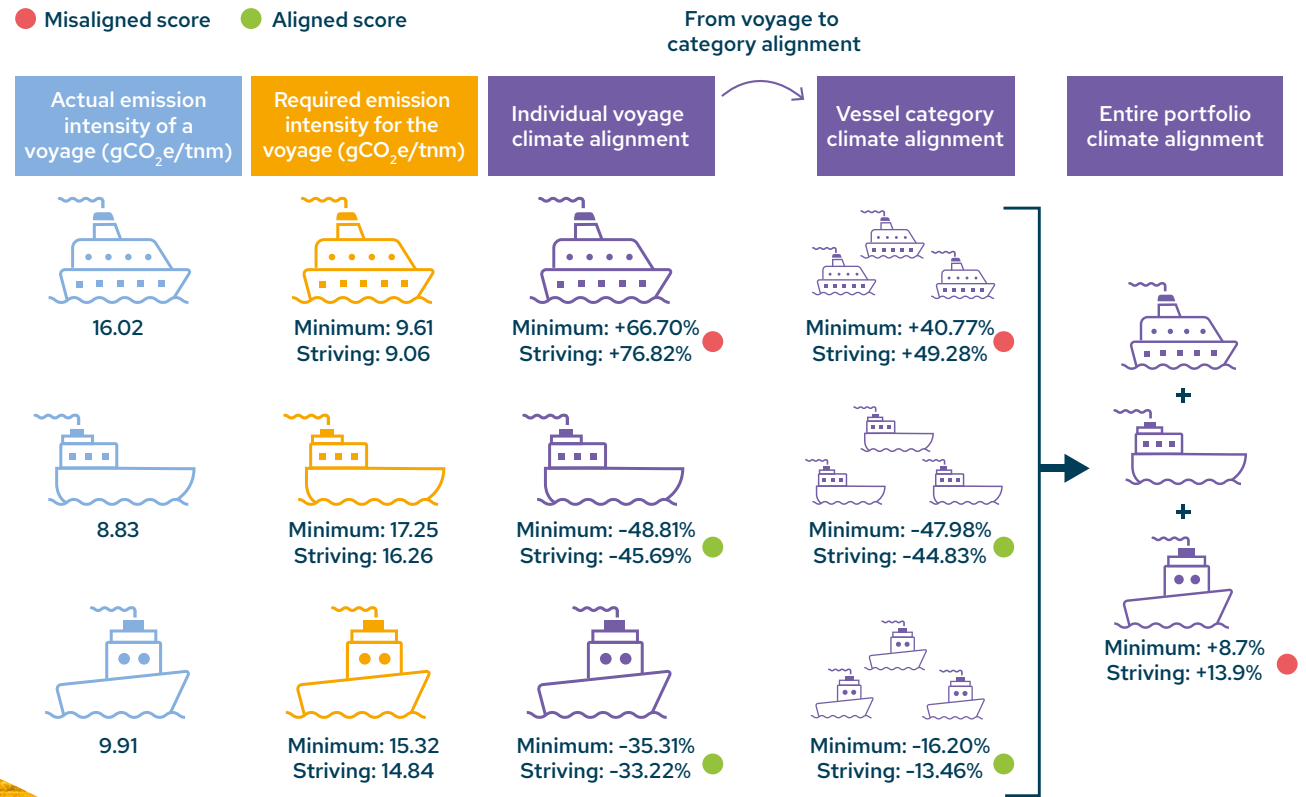 Misaligned score
Aligned score
From voyage to
category alignment
Actual emission
intensity of a
voyage (gCO₂e/tnm)
Required emission
intensity for the
voyage (gCO₂e/tnm)
Individual voyage
climate alignment
Vessel category
climate alignment
Entire portfolio
climate alignment
16.02
Minimum: 9.61
Striving: 9.06
Minimum: +66.70%
Striving: +76.82%
Minimum: +40.77%
Striving: +49.28%
8.83
Minimum: 17.25
Striving: 16.26
Minimum: -48.81%
Striving: -45.69%
Minimum: -47.98%
Striving: -44.83%
9.91
Minimum: 15.32
Striving: 14.84
Minimum: -35.31%
Striving: -33.22%
Minimum: -16.20%
Striving: -13.46%
+
+
Minimum: +8.7%
Striving: +13.9%